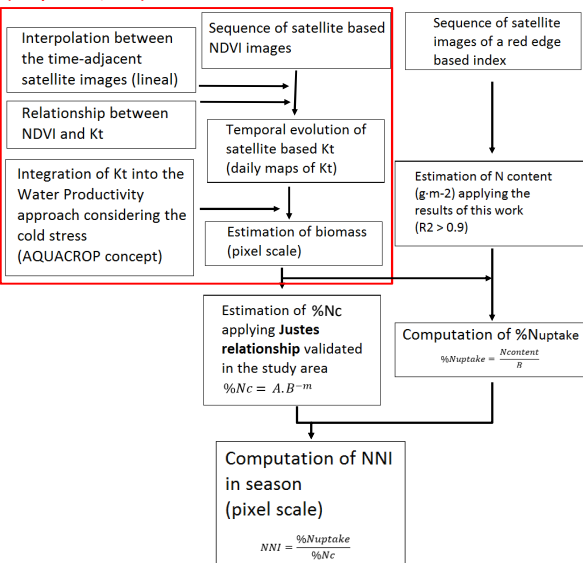 Interpolation between
the time-adjacent
satellite images (lineal)
Sequence of satellite based
NDVI images
Sequence of satellite
images of a red edge
based index
Relationship between
NDVI and Kt
Temporal evolution of
satellite based Kt
(daily maps of Kt)
Integration of Kt into the
Water Productivity
approach considering the
cold stress
(AQUACROP concept)
Estimation of N content
(g·m-2) applying the
results of this work
(R2 > 0.9)
Estimation of biomass
(pixel scale)
Estimation of %Nc
applying Justes
relationship validated
in the study area
%Nc = A.B^{-m}
Computation of %Nuptake
%Nuptake = Ncontent/B
Computation of NNI
in season
(pixel scale)
NNI = %Nuptake/%Nc